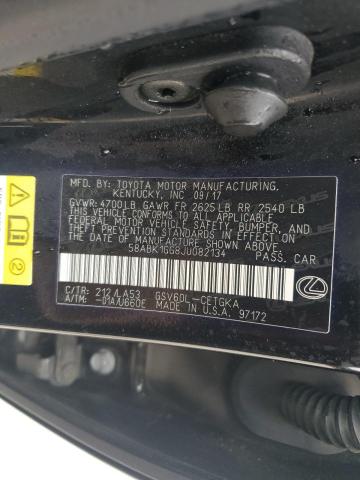 MFD. BY: TOYOTA MOTOR MANUFACTURING,
KENTUCKY, INC 09/17
GVWR: 4700LB GAWR FR 2625LB RR 2540 LB
THIS VEHICLE CONFORMS TO ALL APPLICABLE
FEDERAL MOTOR VEHICLE SAFETY, BUMPER, AND
THEFT PREVENTION STANDARDS IN EFFECT ON
THE DATE OF MANUFACTURE SHOWN ABOVE.
58ABK1GG8JU082134
PASS. CAR
C/TR: 212/LA53 GSV60L-CETGKA
A/TM: -01A/U660E MADE IN U.S.A. 97172
2
2